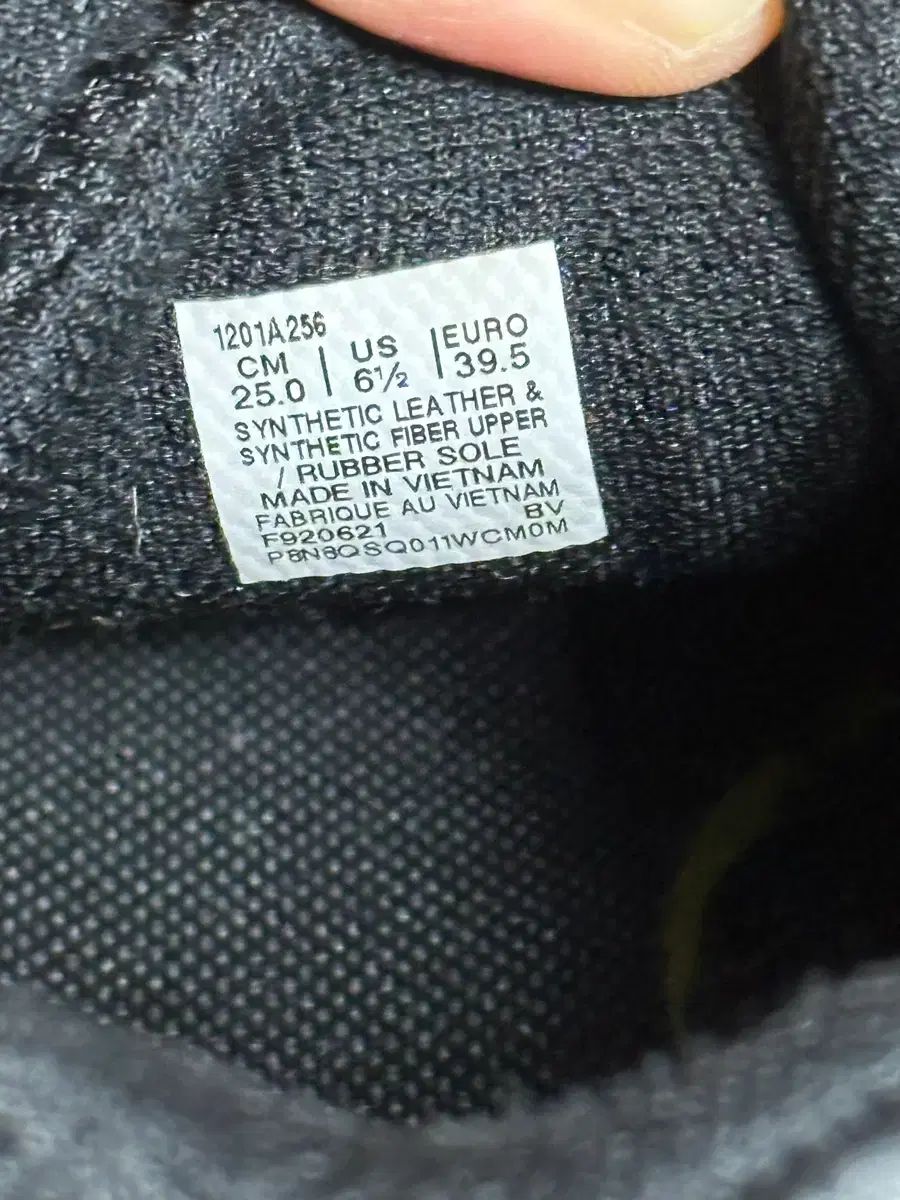 1201A256
CM | US | EURO
25.0 | 6½ | 39.5
SYNTHETIC LEATHER &
SYNTHETIC FIBER UPPER
/ RUBBER SOLE
MADE IN VIETNAM
FABRIQUE AU VIETNAM
F920621 BV
P8N8QSQ011WCM0M